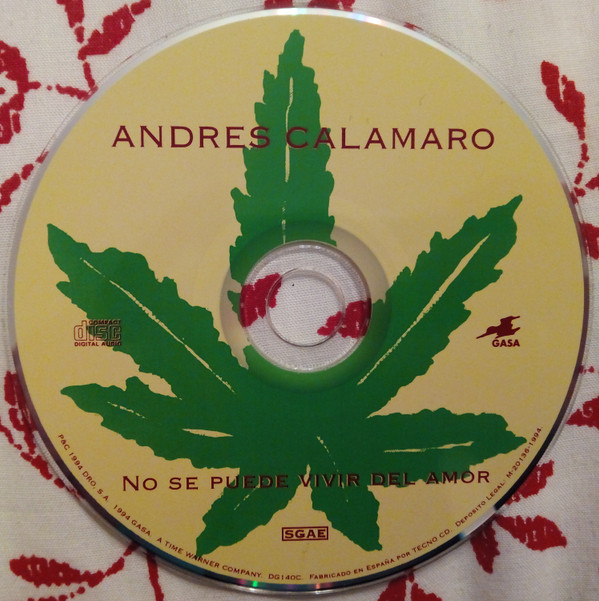 ANDRES CALAMARO
COMPACT
disc
DIGITAL AUDIO
GASA
NO SE PUEDE VIVIR DEL AMOR
SGAE
P&C 1994 DRO, S.A. 1994 GASA. A TIME WARNER COMPANY. DG140C. FABRICADO EN ESPAÑA POR TECNO CD. DEPOSITO LEGAL. M-20136-1994.